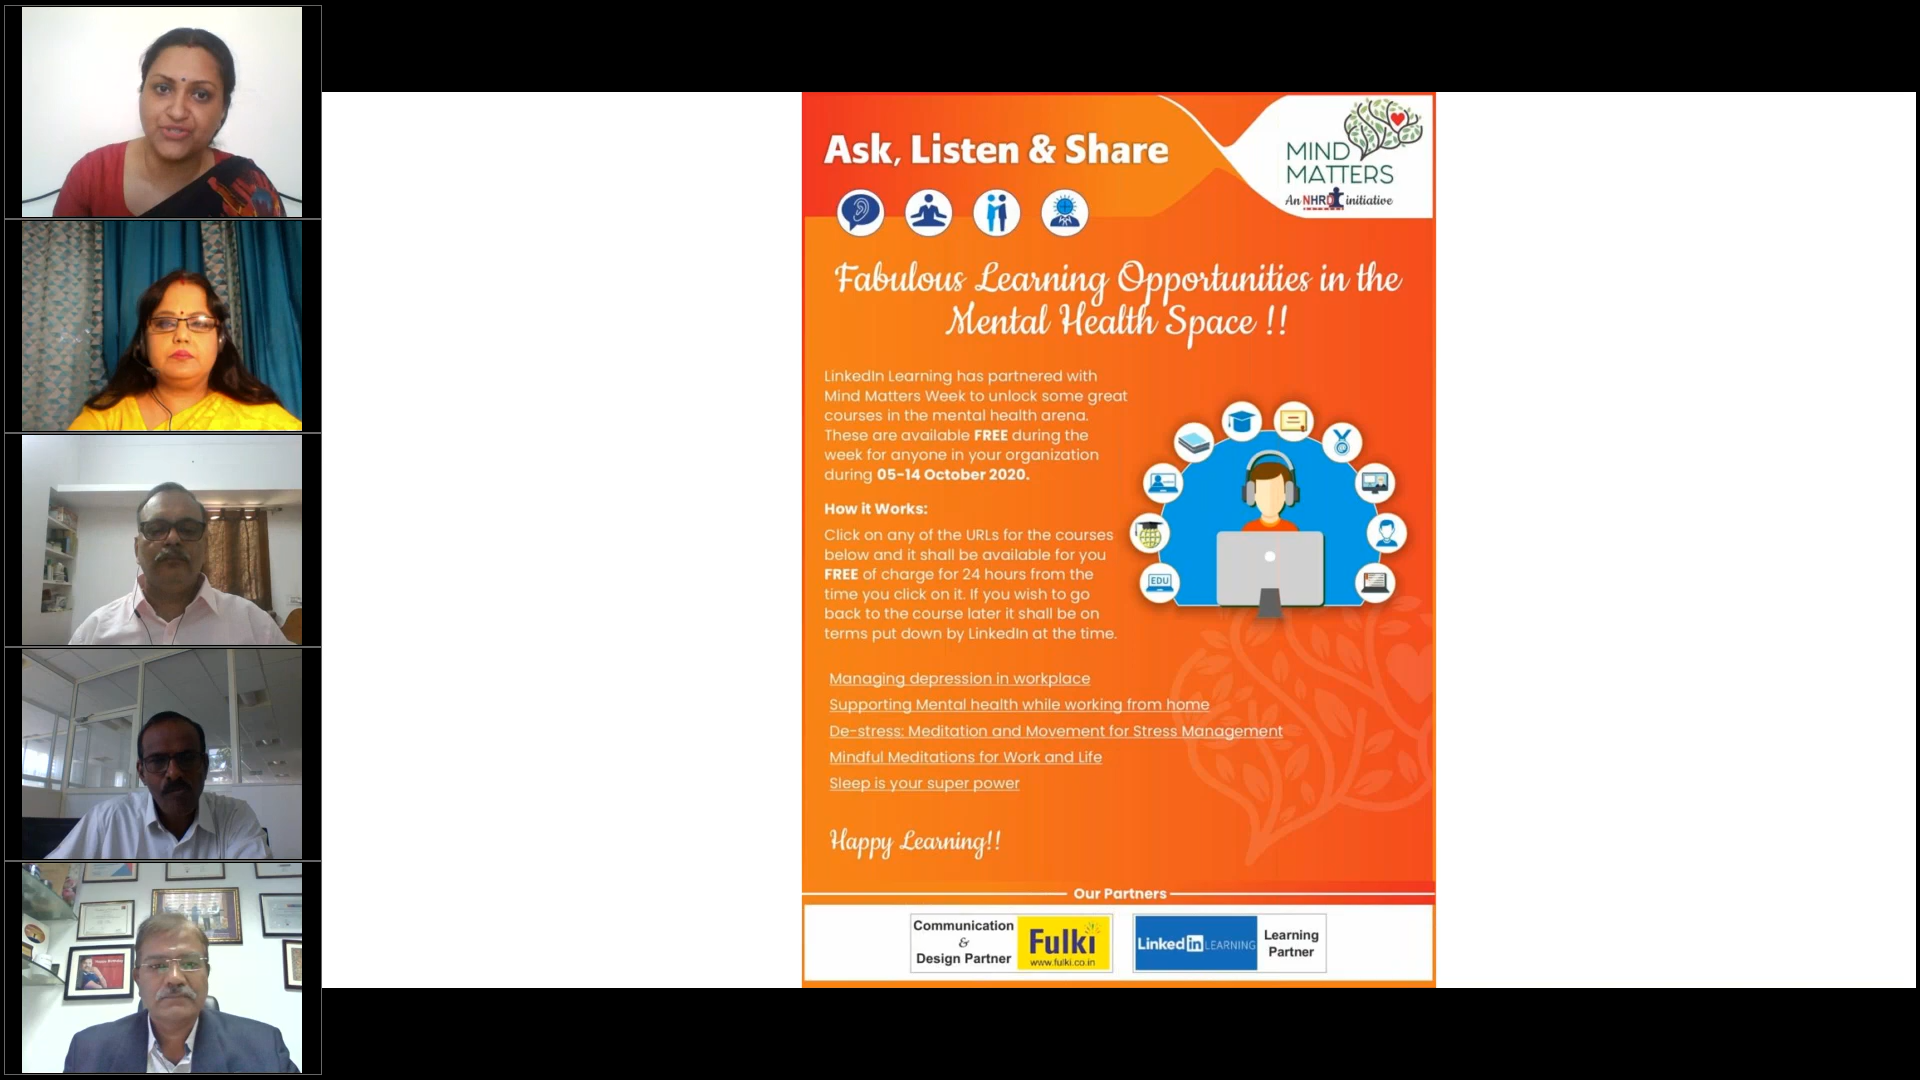 Ask, Listen & Share
MIND
MATTERS
An NHRD initiative
Fabulous Learning Opportunities in the
Mental Health Space !!
LinkedIn Learning has partnered with
Mind Matters Week to unlock some great
courses in the mental health arena.
These are available FREE during the
week for anyone in your organization
during 05-14 October 2020.
How it Works:
Click on any of the URLs for the courses
below and it shall be available for you
FREE of charge for 24 hours from the
time you click on it. If you wish to go
back to the course later it shall be on
terms put down by LinkedIn at the time.
EDU
Managing depression in workplace
Supporting Mental health while working from home
De-stress: Meditation and Movement for Stress Management
Mindful Meditations for Work and Life
Sleep is your super power
Happy Learning!!
Our Partners
Communication
&
Design Partner
Fulki
www.fulki.co.in
Linked in LEARNING
Learning
Partner